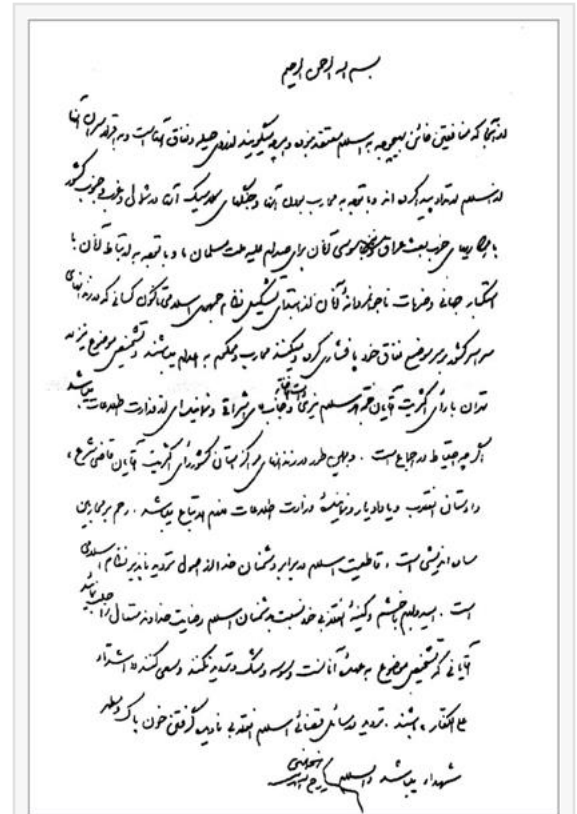 بسم الله الرحمن الرحیم
از آنجا که منافقین خائن بهیچوجه به اسلام معتقد نبوده و هرچه میگویند از روی حیله و نفاق آنهاست و به اقرار سران آنها
از اسلام ارتداد پیدا کرده‌اند و با توجه به محارب بودن آنها و جنگهای کلاسیک آنان در شمال و غرب و جنوب کشور
با همکاریهای حزب بعث عراق و نیز جاسوسی آنان برای صدام علیه ملت مسلمان ما و با توجه به ارتباط آنان با
استکبار جهانی و ضربات ناجوانمردانهٔ آنان از ابتدای تشکیل نظام جمهوری اسلامی تا کنون کسانی که در زندانهای
سراسر کشور بر سر موضع نفاق خود پافشاری کرده و میکنند محارب و محکوم به اعدام میباشند و تشخیص موضوع نیز در
تهران با رأی اکثریت آقایان حجةالاسلام نیری دامت افاضاته و جناب آقای اشراقی و نماینده‌ای از وزارت اطلاعات میباشد
اگر چه احتیاط در اجماع است . و همین طور در زندانهای مراکز استان کشور رأی اکثریت آقایان قاضی شرع ،
دادستان انقلاب و یا دادیار و نمایندهٔ وزارت اطلاعات لازم الاتباع میباشد . رحم بر محاربین
ساده‌اندیشی است ، قاطعیت اسلام در برابر دشمنان خدا از اصول تردید ناپذیر نظام اسلامی
است . امیدوارم با خشم و کینهٔ انقلابی خود نسبت به دشمنان اسلام رضایت خداوند متعال را جلب نمائید
آقایانی که تشخیص موضوع به عهدهٔ آنان است وسوسه و شک و تردید نکنند و سعی کنند « اشداء
علی الکفار » باشند . تردید در مسائل قضائی اسلام انقلابی نادیده گرفتن خون پاک و مطهر
شهداء میباشد والسلام
روح الله الموسوی الخمینی